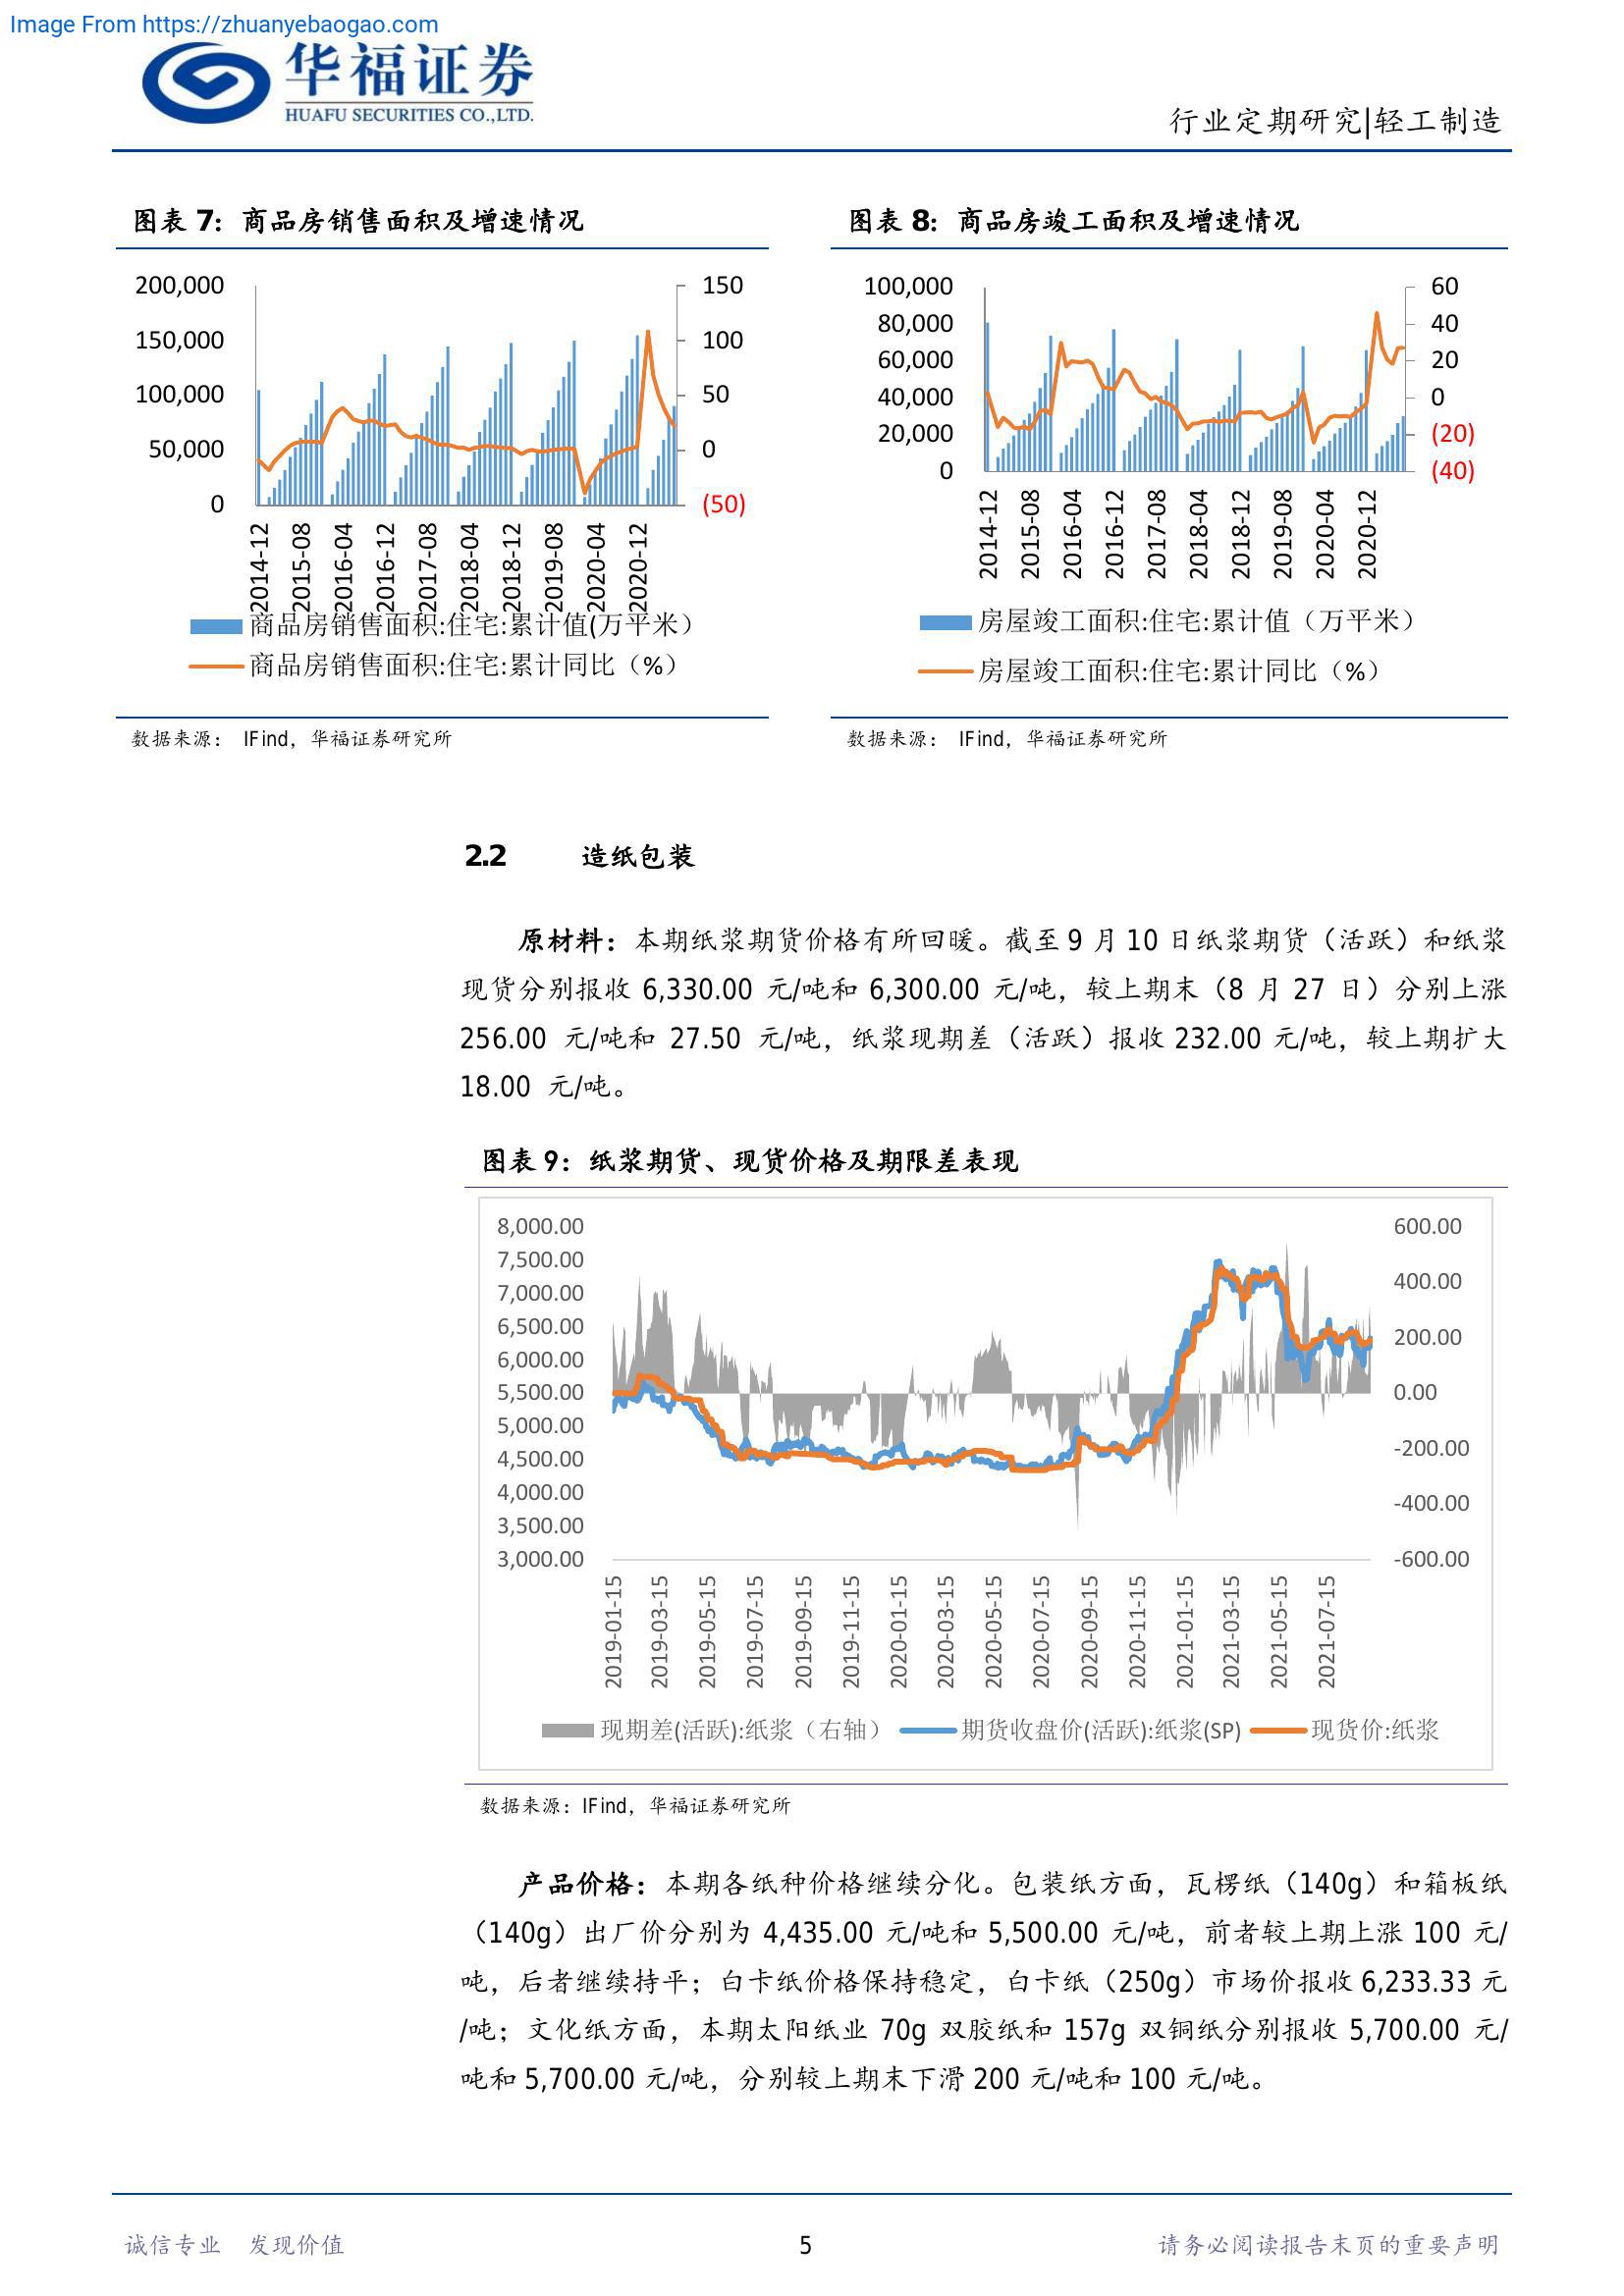 Image From https://zhuanyebaogao.com
华福证券
HUAFU SECURITIES CO.,LTD.
行业定期研究|轻工制造
图表 7：商品房销售面积及增速情况
200,000
150,000
100,000
50,000
0
150
100
50
0
(50)
2014-12
2015-08
2016-04
2016-12
2017-08
2018-04
2018-12
2019-08
2020-04
2020-12
商品房销售面积:住宅:累计值(万平米）
商品房销售面积:住宅:累计同比（%）
数据来源： IFind，华福证券研究所
图表 8：商品房竣工面积及增速情况
100,000
80,000
60,000
40,000
20,000
0
60
40
20
0
(20)
(40)
2014-12
2015-08
2016-04
2016-12
2017-08
2018-04
2018-12
2019-08
2020-04
2020-12
房屋竣工面积:住宅:累计值（万平米）
房屋竣工面积:住宅:累计同比（%）
数据来源： IFind，华福证券研究所
2.2 造纸包装
原材料：本期纸浆期货价格有所回暖。截至 9 月 10 日纸浆期货（活跃）和纸浆
现货分别报收 6,330.00 元/吨和 6,300.00 元/吨，较上期末（8 月 27 日）分别上涨
256.00 元/吨和 27.50 元/吨，纸浆现期差（活跃）报收 232.00 元/吨，较上期扩大
18.00 元/吨。
图表 9：纸浆期货、现货价格及期限差表现
8,000.00
7,500.00
7,000.00
6,500.00
6,000.00
5,500.00
5,000.00
4,500.00
4,000.00
3,500.00
3,000.00
600.00
400.00
200.00
0.00
-200.00
-400.00
-600.00
2019-01-15
2019-03-15
2019-05-15
2019-07-15
2019-09-15
2019-11-15
2020-01-15
2020-03-15
2020-05-15
2020-07-15
2020-09-15
2020-11-15
2021-01-15
2021-03-15
2021-05-15
2021-07-15
现期差(活跃):纸浆（右轴） 期货收盘价(活跃):纸浆(SP) 现货价:纸浆
数据来源：IFind，华福证券研究所
产品价格：本期各纸种价格继续分化。包装纸方面，瓦楞纸（140g）和箱板纸
（140g）出厂价分别为 4,435.00 元/吨和 5,500.00 元/吨，前者较上期上涨 100 元/
吨，后者继续持平；白卡纸价格保持稳定，白卡纸（250g）市场价报收 6,233.33 元
/吨；文化纸方面，本期太阳纸业 70g 双胶纸和 157g 双铜纸分别报收 5,700.00 元/
吨和 5,700.00 元/吨，分别较上期末下滑 200 元/吨和 100 元/吨。
诚信专业 发现价值
5
请务必阅读报告末页的重要声明